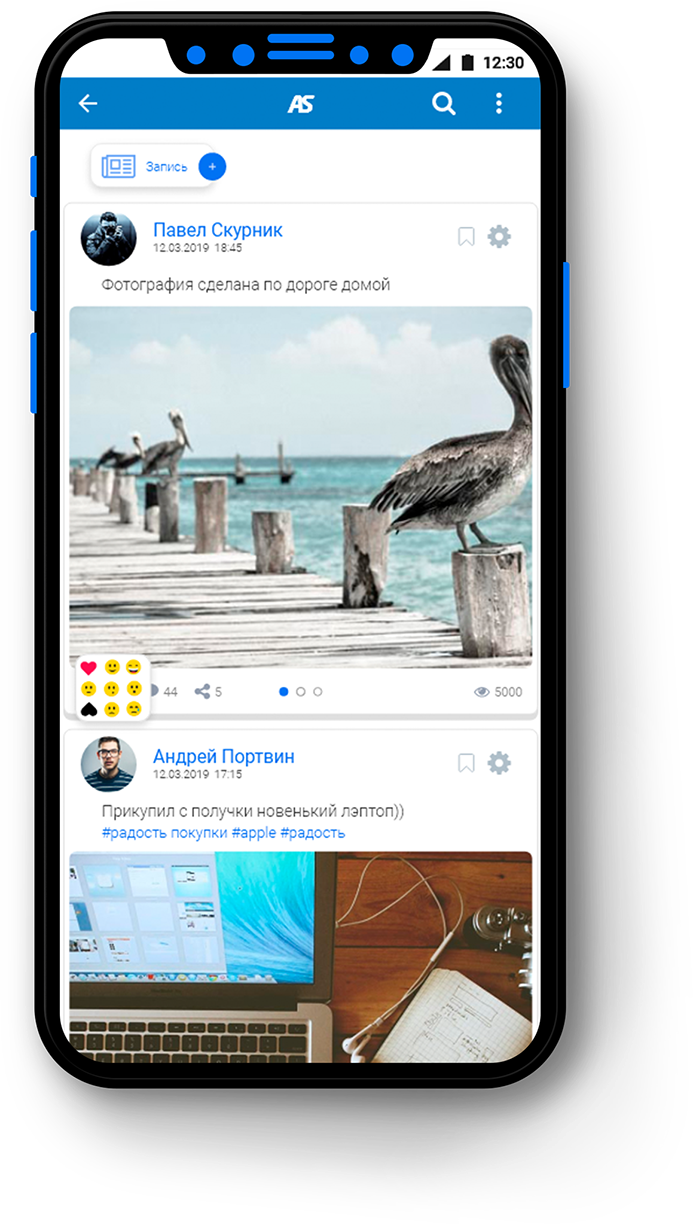 12:30
AS
Запись
Павел Скурник
12.03.2019 18:45
Фотография сделана по дороге домой
44 5 5000
Андрей Портвин
12.03.2019 17:15
Прикупил с получки новенький лэптоп))
#радость покупки #apple #радость